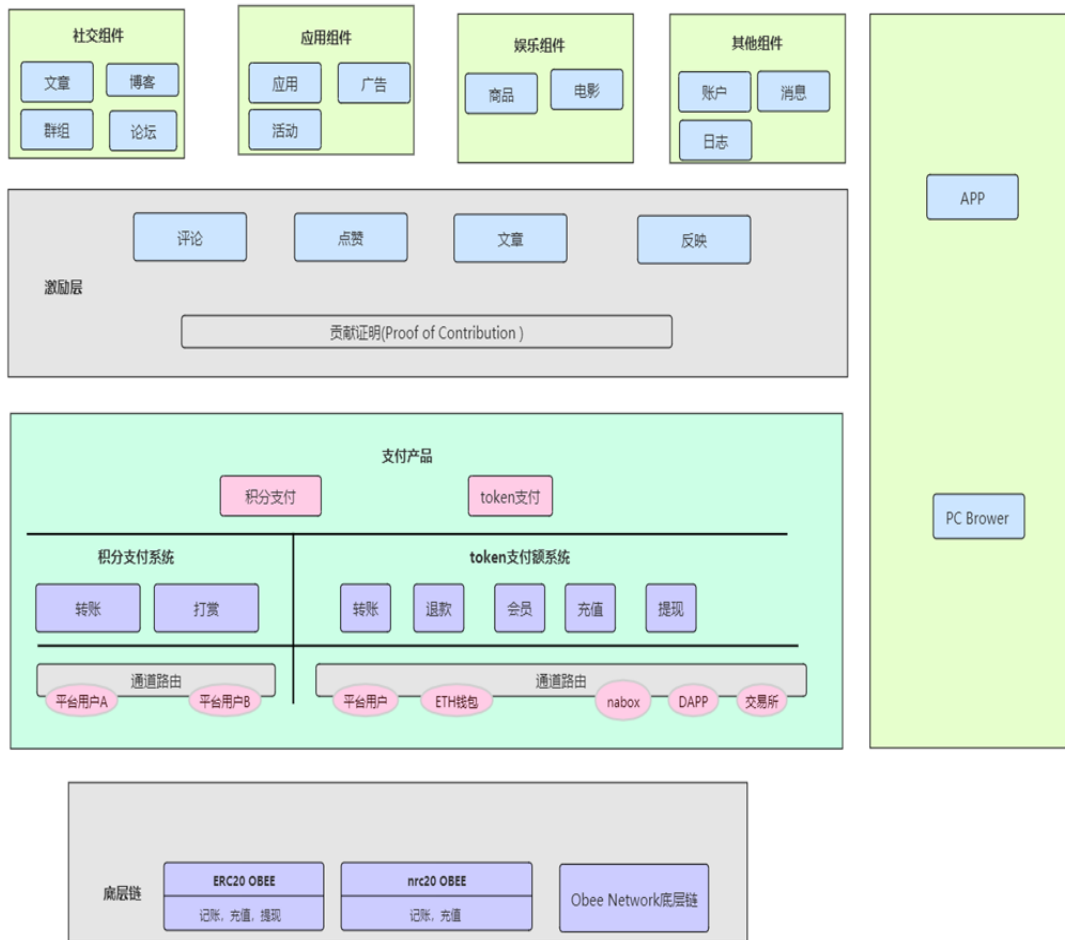 社交组件
文章
博客
群组
论坛
应用组件
应用
广告
活动
娱乐组件
商品
电影
其他组件
账户
消息
日志
APP
PC Brower
评论
点赞
文章
反映
激励层
贡献证明(Proof of Contribution )
支付产品
积分支付
token支付
积分支付系统
转账
打赏
通道路由
平台用户A
平台用户B
token支付额系统
转账
退款
会员
充值
提现
通道路由
平台用户
ETH钱包
nabox
DAPP
交易所
底层链
ERC20 OBEE
记账, 充值, 提现
nrc20 OBEE
记账, 充值
Obee Network底层链